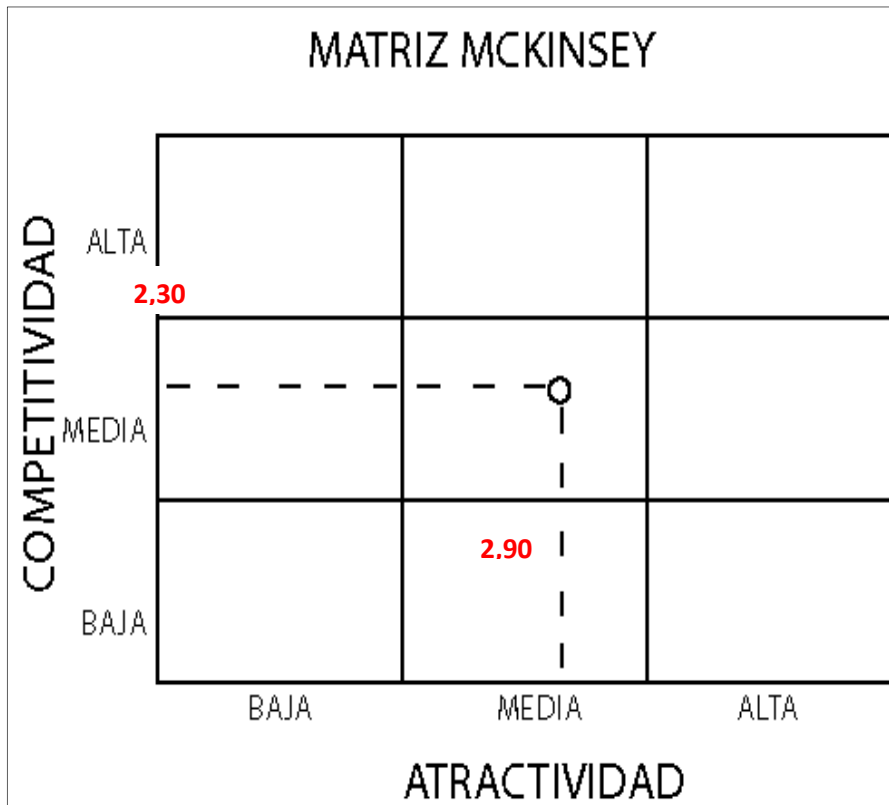 MATRIZ MCKINSEY
COMPETITIVIDAD
ALTA
2,30
MEDIA
2,90
BAJA
BAJA MEDIA ALTA
ATRACTIVIDAD